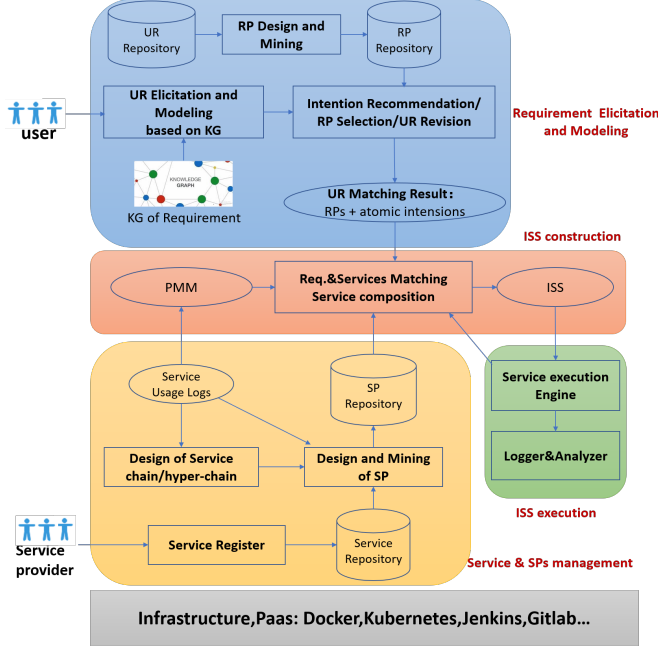 UR
Repository
RP Design and
Mining
RP
Repository
user
UR Elicitation and
Modeling
based on KG
Intention Recommendation/
RP Selection/UR Revision
Requirement Elicitation
and Modeling
KNOWLEDGE
GRAPH
KG of Requirement
UR Matching Result:
RPs + atomic intensions
ISS construction
PMM
Req.&Services Matching
Service composition
ISS
Service
Usage Logs
SP
Repository
Service execution
Engine
Design of Service
chain/hyper-chain
Design and Mining
of SP
Logger&Analyzer
ISS execution
Service
provider
Service Register
Service
Repository
Service & SPs management
Infrastructure,Paas: Docker,Kubernetes,Jenkins,Gitlab...